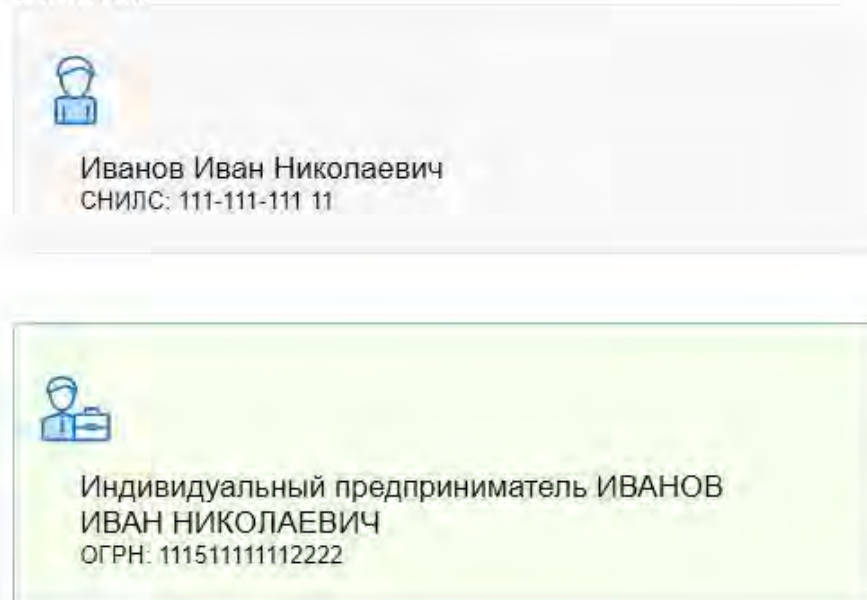 Иванов Иван Николаевич
СНИЛС: 111-111-111 11
Индивидуальный предприниматель ИВАНОВ
ИВАН НИКОЛАЕВИЧ
ОГРН: 111511111112222